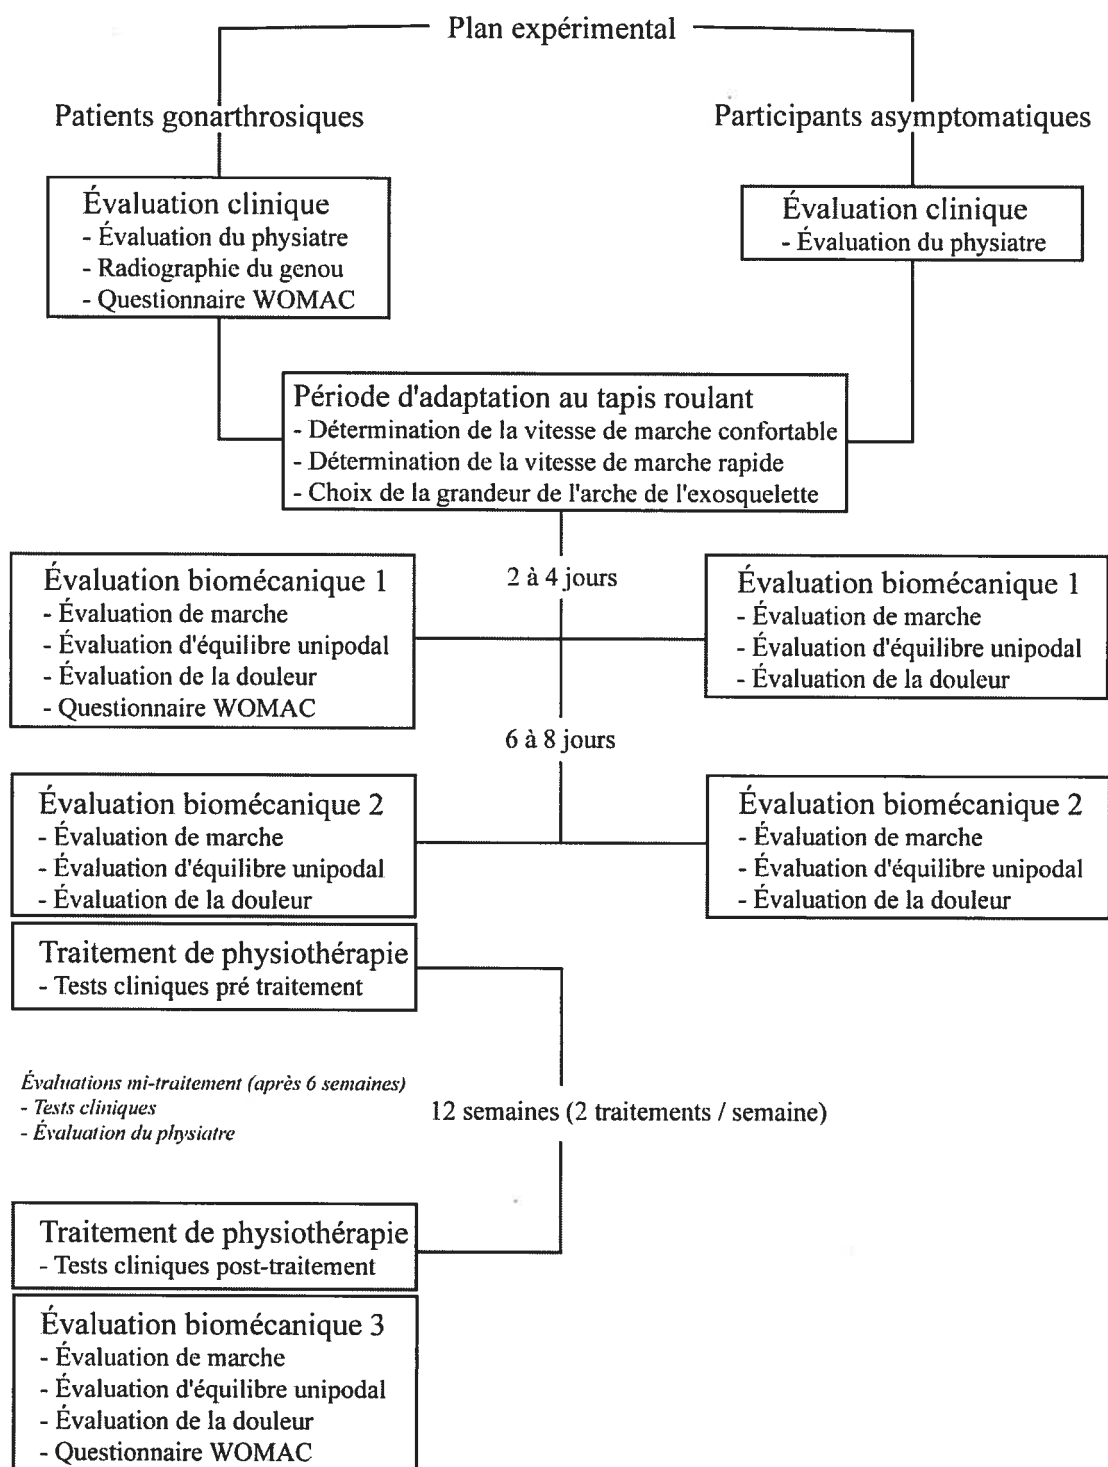 Plan expérimental
Patients gonarthrosiques
Participants asymptomatiques
Évaluation clinique
- Évaluation du physiatre
- Radiographie du genou
- Questionnaire WOMAC
Évaluation clinique
- Évaluation du physiatre
Période d'adaptation au tapis roulant
- Détermination de la vitesse de marche confortable
- Détermination de la vitesse de marche rapide
- Choix de la grandeur de l'arche de l'exosquelette
2 à 4 jours
Évaluation biomécanique 1
- Évaluation de marche
- Évaluation d'équilibre unipodal
- Évaluation de la douleur
- Questionnaire WOMAC
Évaluation biomécanique 1
- Évaluation de marche
- Évaluation d'équilibre unipodal
- Évaluation de la douleur
6 à 8 jours
Évaluation biomécanique 2
- Évaluation de marche
- Évaluation d'équilibre unipodal
- Évaluation de la douleur
Évaluation biomécanique 2
- Évaluation de marche
- Évaluation d'équilibre unipodal
- Évaluation de la douleur
Traitement de physiothérapie
- Tests cliniques pré traitement
Évaluations mi-traitement (après 6 semaines)
- Tests cliniques
- Évaluation du physiatre
12 semaines (2 traitements / semaine)
Traitement de physiothérapie
- Tests cliniques post-traitement
Évaluation biomécanique 3
- Évaluation de marche
- Évaluation d'équilibre unipodal
- Évaluation de la douleur
- Questionnaire WOMAC